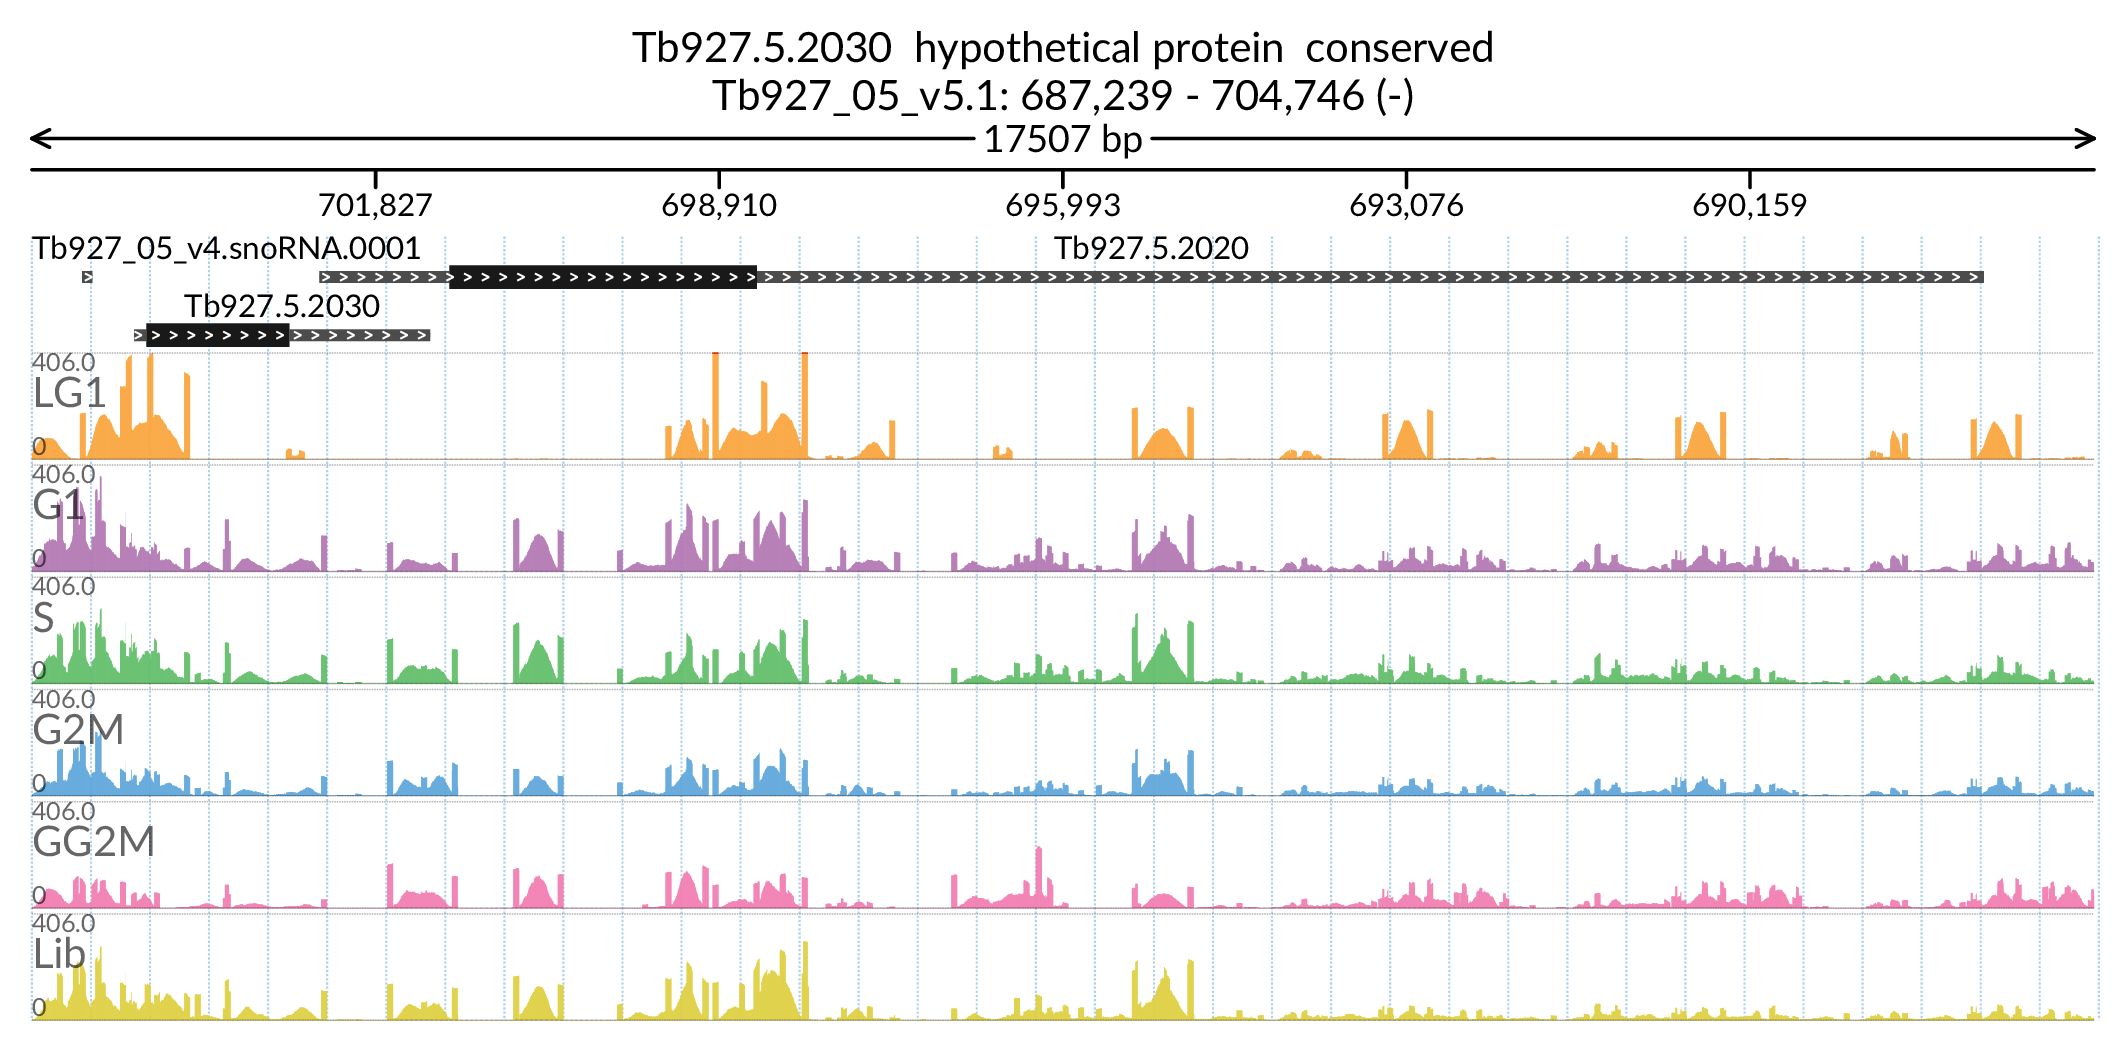 Tb927.5.2030  hypothetical protein  conserved
Tb927_05_v5.1: 687,239 - 704,746 (-)
17507 bp
701,827 698,910 695,993 693,076 690,159
Tb927_05_v4.snoRNA.0001 Tb927.5.2020
Tb927.5.2030
406.0
LG1
0
406.0
G1
0
406.0
S
0
406.0
G2M
0
406.0
GG2M
0
406.0
Lib
0